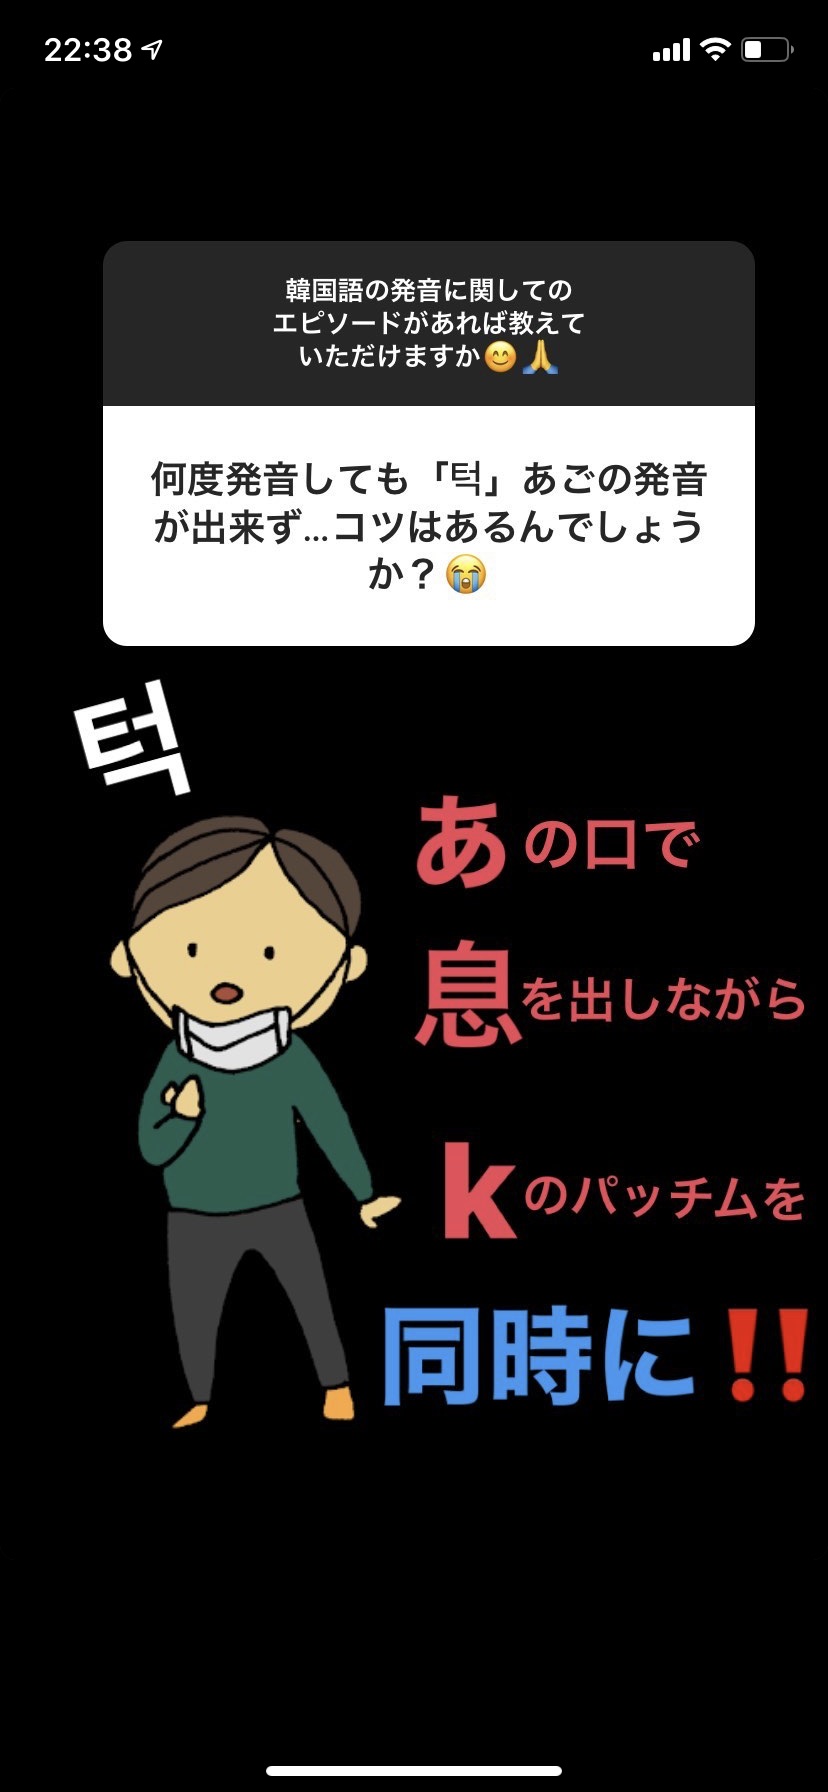 22:38
韓国語の発音に関しての
エピソードがあれば教えて
いただけますか😊🙏
何度発音しても「턱」あごの発音
が出来ず...コツはあるんでしょう
か？😭
턱
あの口で
息を出しながら
kのパッチムを
同時に‼️